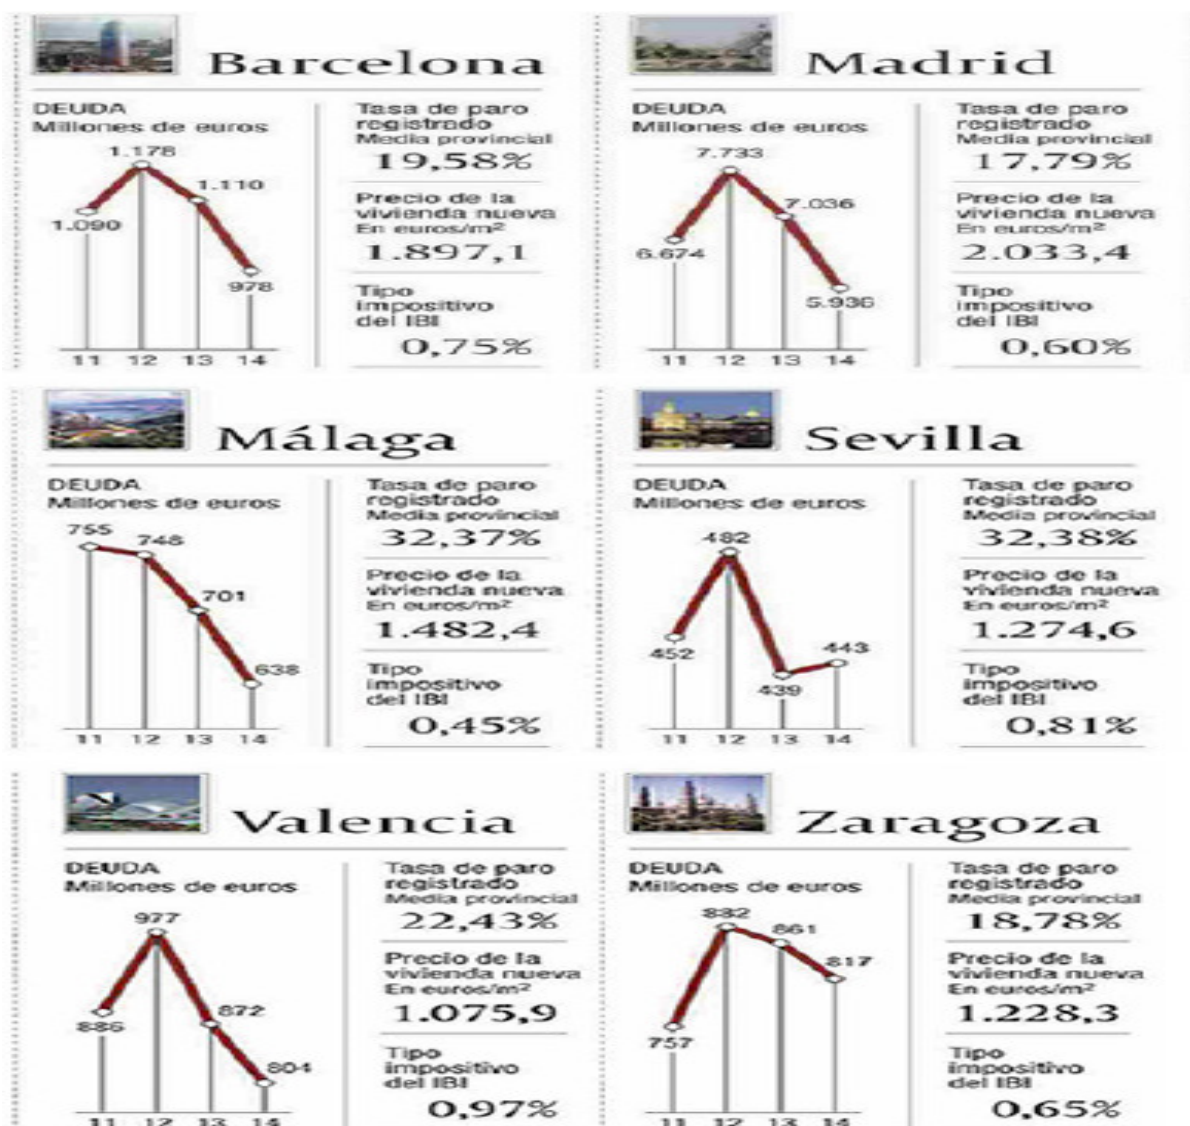 Barcelona
DEUDA
Millones de euros
1.178
1.110
1.090
978
11 12 13 14
Tasa de paro
registrado
Media provincial
19,58%
Precio de la
vivienda nueva
En euros/m²
1.897,1
Tipo
impositivo
del IBI
0,75%
Madrid
DEUDA
Millones de euros
7.733
7.036
6.674
5.936
11 12 13 14
Tasa de paro
registrado
Media provincial
17,79%
Precio de la
vivienda nueva
En euros/m²
2.033,4
Tipo
impositivo
del IBI
0,60%
Málaga
DEUDA
Millones de euros
755
748
701
638
11 12 13 14
Tasa de paro
registrado
Media provincial
32,37%
Precio de la
vivienda nueva
En euros/m²
1.482,4
Tipo
impositivo
del IBI
0,45%
Sevilla
DEUDA
Millones de euros
482
452
443
439
11 12 13 14
Tasa de paro
registrado
Media provincial
32,38%
Precio de la
vivienda nueva
En euros/m²
1.274,6
Tipo
impositivo
del IBI
0,81%
Valencia
DEUDA
Millones de euros
977
872
886
804
11 12 13 14
Tasa de paro
registrado
Media provincial
22,43%
Precio de la
vivienda nueva
En euros/m²
1.075,9
Tipo
impositivo
del IBI
0,97%
Zaragoza
DEUDA
Millones de euros
882
861
817
757
11 12 13 14
Tasa de paro
registrado
Media provincial
18,78%
Precio de la
vivienda nueva
En euros/m²
1.228,3
Tipo
impositivo
del IBI
0,65%